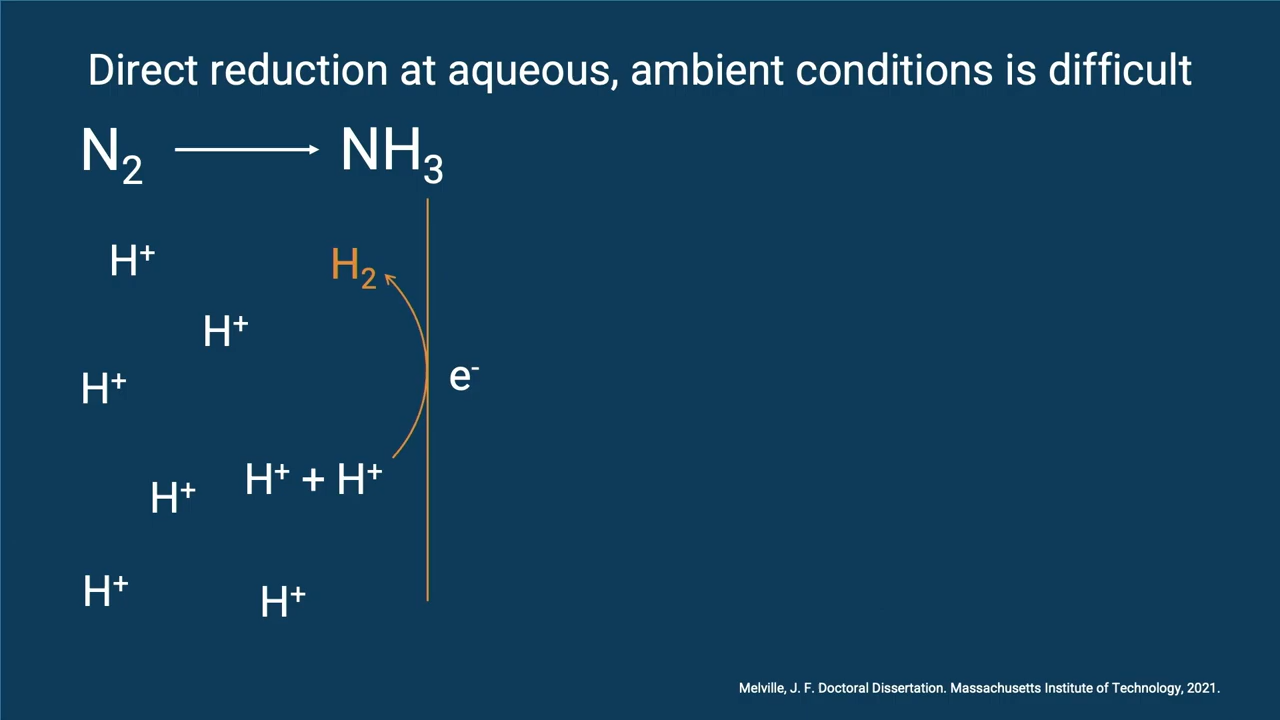 Direct reduction at aqueous, ambient conditions is difficult
N₂ → NH₃
H⁺
H₂
H⁺
H⁺
e⁻
H⁺ + H⁺
H⁺
H⁺
H⁺
Melville, J. F. Doctoral Dissertation. Massachusetts Institute of Technology, 2021.